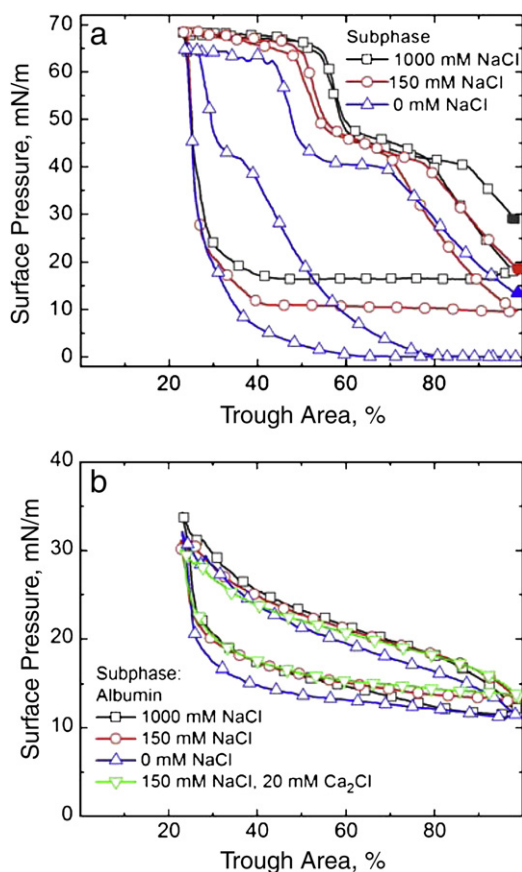 a
Surface Pressure, mN/m
70
60
50
40
30
20
10
0
Subphase
1000 mM NaCl
150 mM NaCl
0 mM NaCl
20 40 60 80
Trough Area, %
b
Surface Pressure, mN/m
40
30
20
10
0
Subphase:
Albumin
1000 mM NaCl
150 mM NaCl
0 mM NaCl
150 mM NaCl, 20 mM Ca₂Cl
20 40 60 80
Trough Area, %